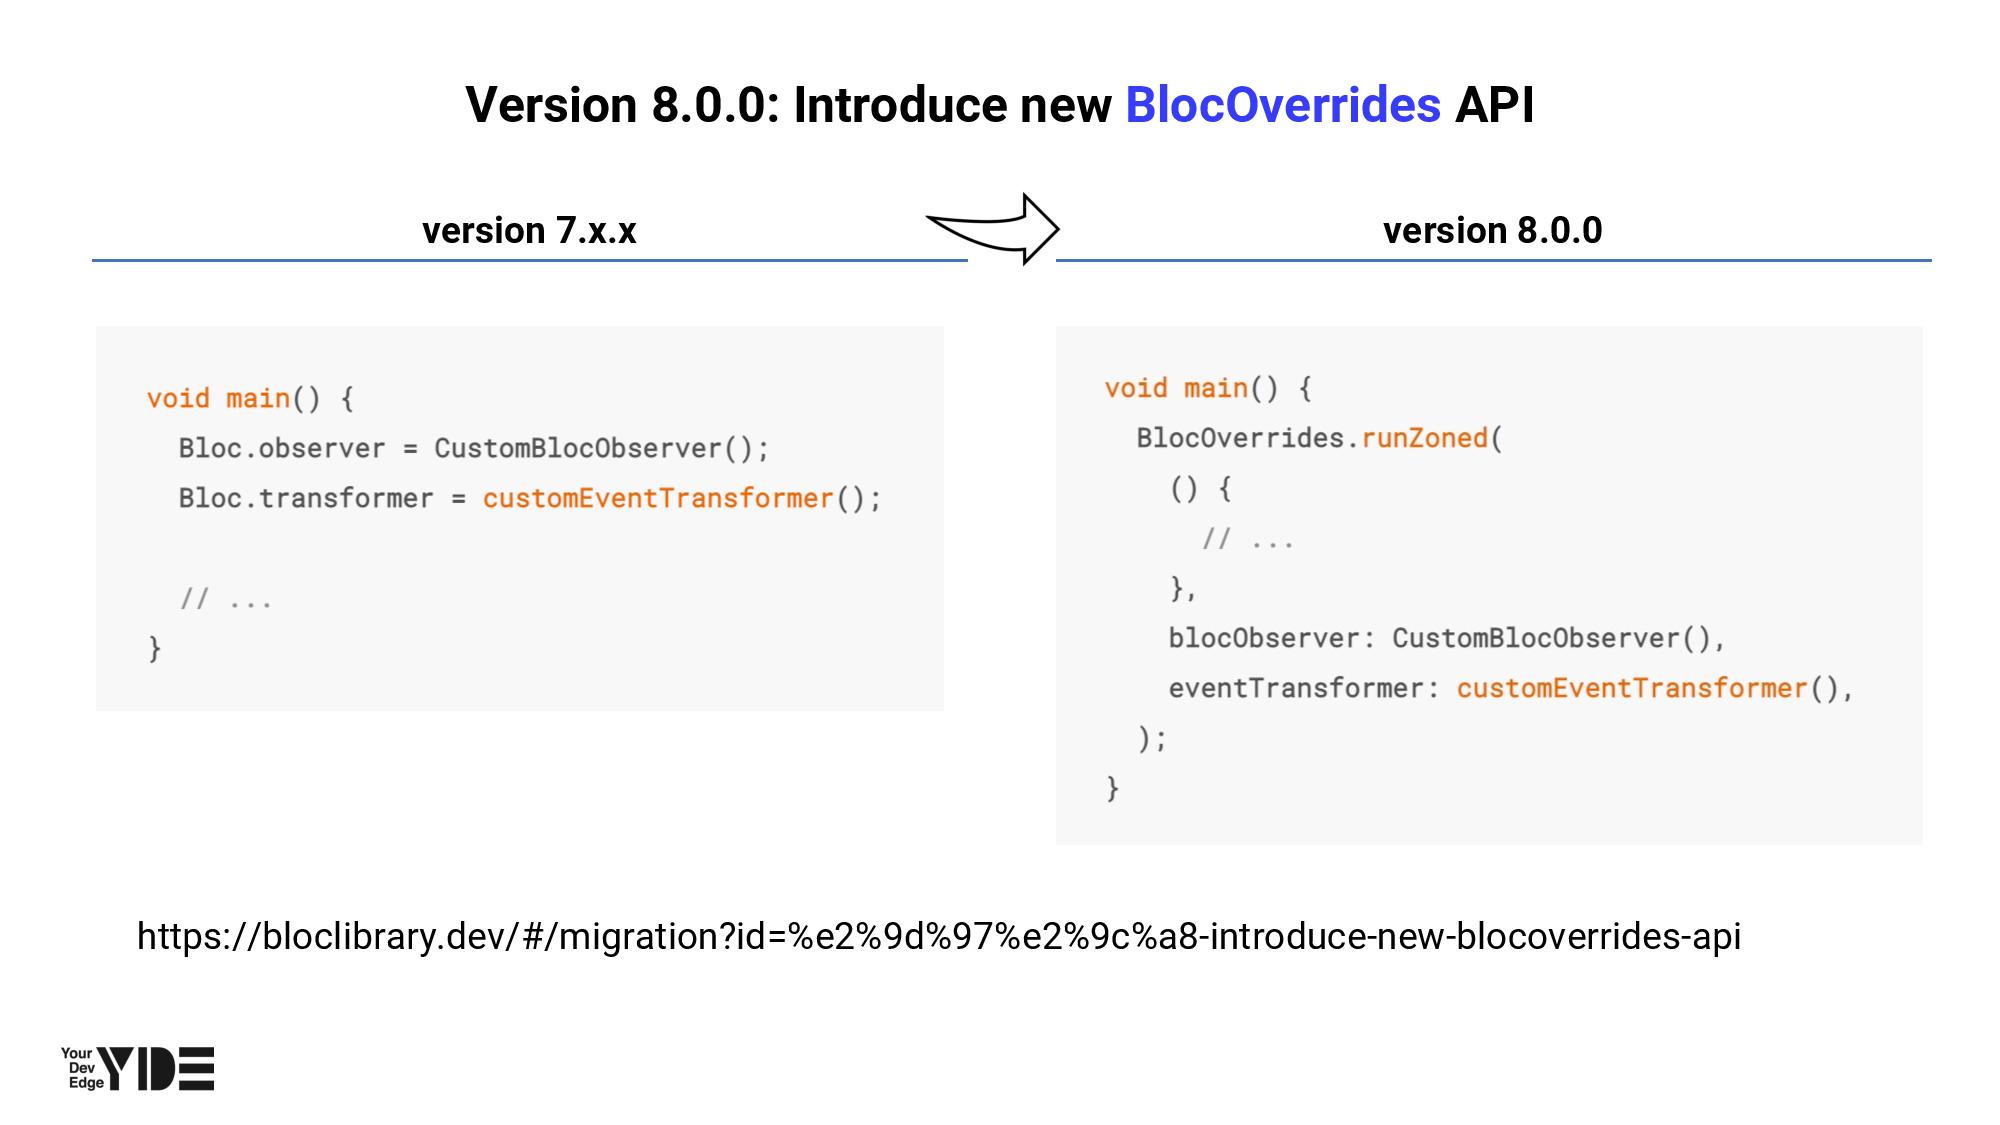 Version 8.0.0: Introduce new BlocOverrides API
version 7.x.x
version 8.0.0
void main() {
  Bloc.observer = CustomBlocObserver();
  Bloc.transformer = customEventTransformer();

  // ...
}
void main() {
  BlocOverrides.runZoned(
    () {
      // ...
    },
    blocObserver: CustomBlocObserver(),
    eventTransformer: customEventTransformer(),
  );
}
https://bloclibrary.dev/#/migration?id=%e2%9d%97%e2%9c%a8-introduce-new-blocoverrides-api
Your
Dev
Edge
YDE